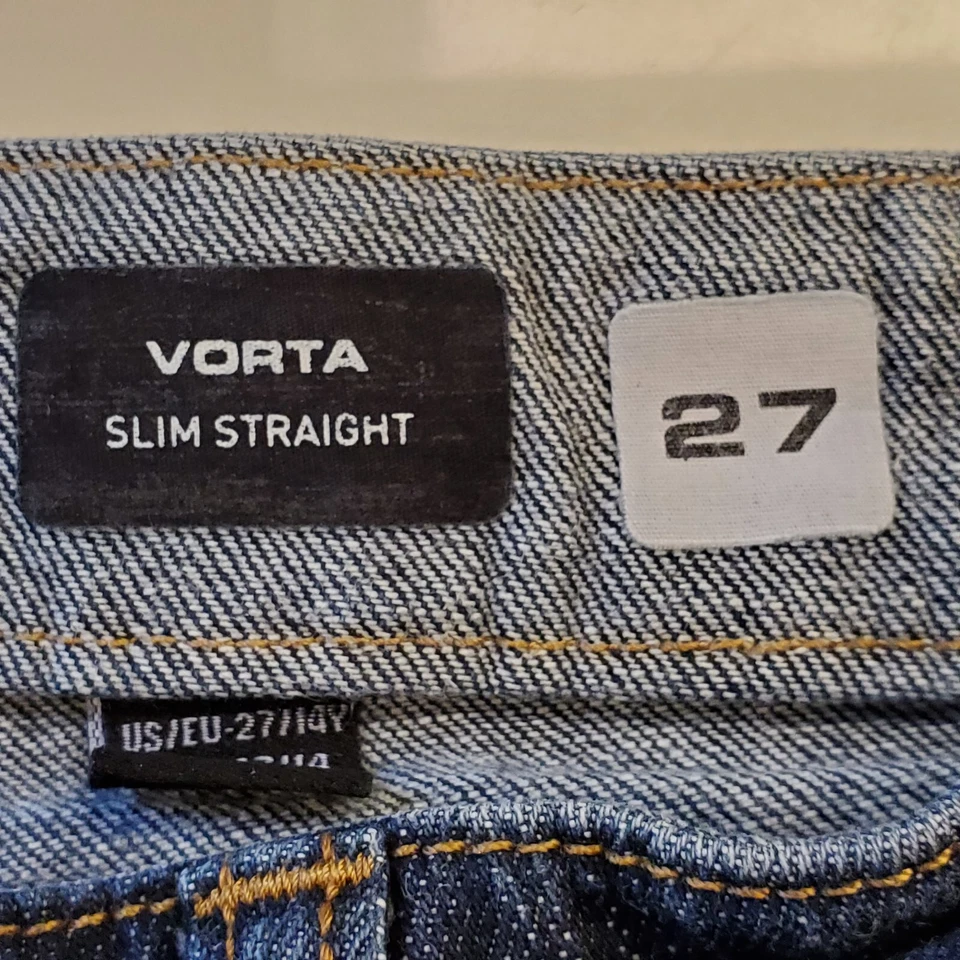 VORTA
SLIM STRAIGHT
27
US/EU-27/14Y